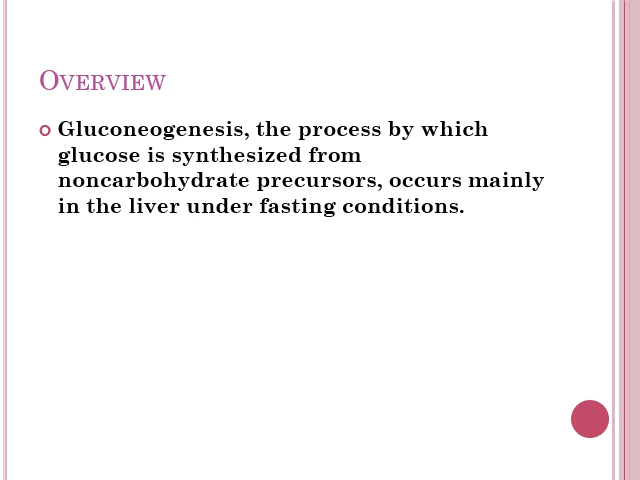 OVERVIEW
Gluconeogenesis, the process by which
glucose is synthesized from
noncarbohydrate precursors, occurs mainly
in the liver under fasting conditions.